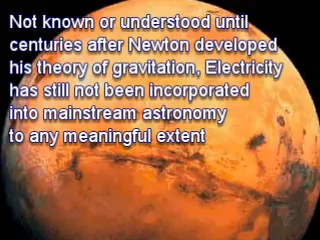 Not known or understood until
centuries after Newton developed
his theory of gravitation, Electricity
has still not been incorporated
into mainstream astronomy
to any meaningful extent